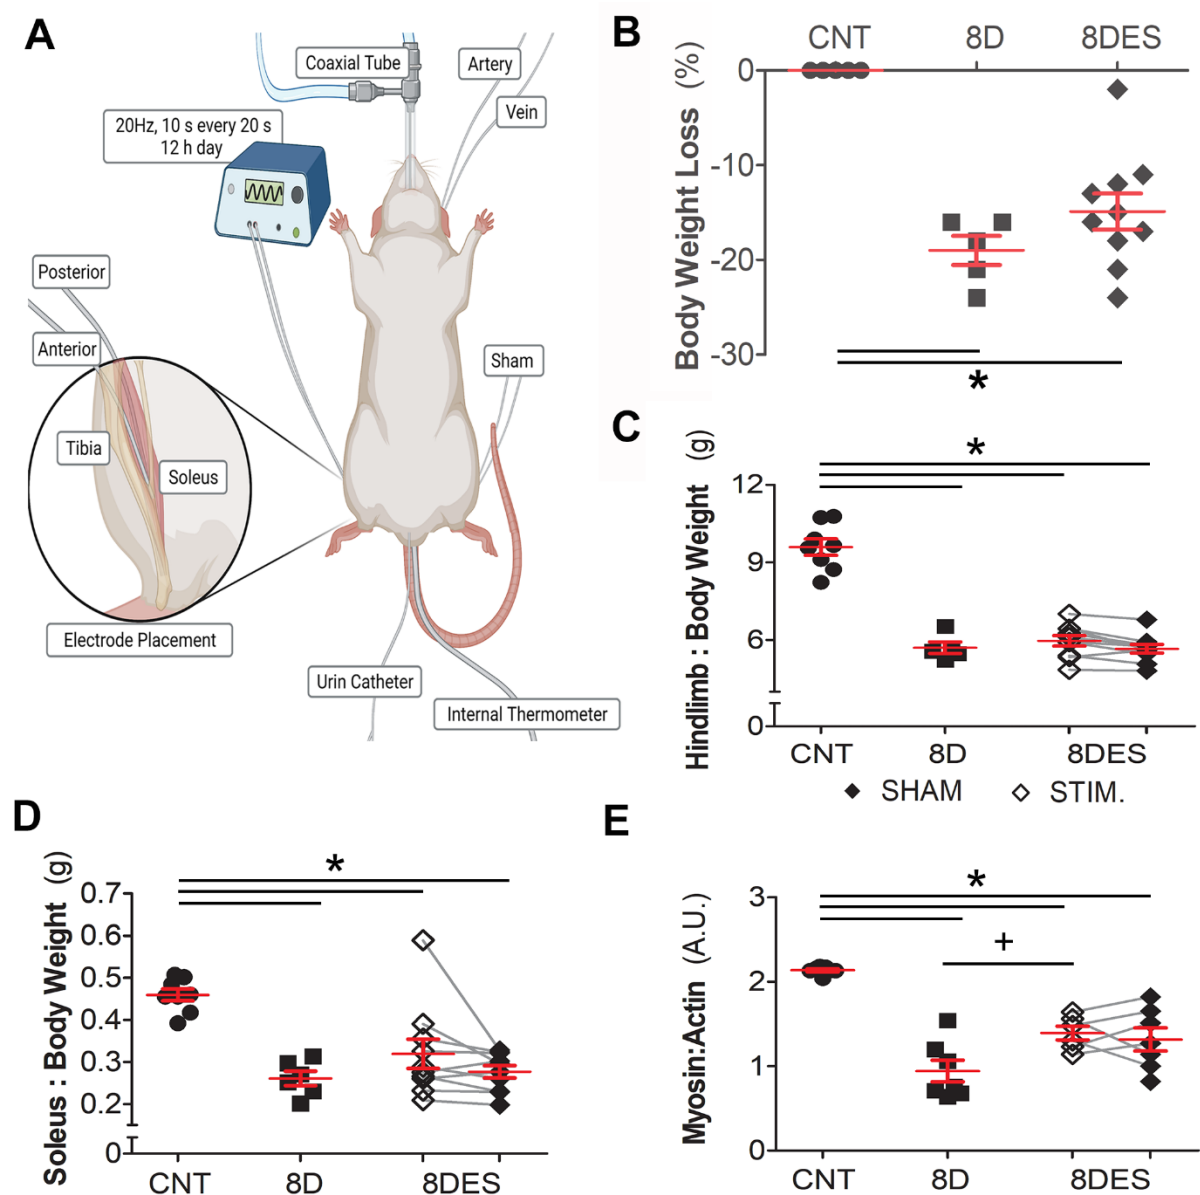 A
Coaxial Tube
Artery
Vein
20Hz, 10 s every 20 s
12 h day
Posterior
Anterior
Tibia
Soleus
Sham
Electrode Placement
Urin Catheter
Internal Thermometer
B
CNT 8D 8DES
Body Weight Loss (%)
0
-10
-20
-30
*
C
Hindlimb : Body Weight (g)
*
12
9
6
0
CNT 8D 8DES
SHAM STIM.
D
Soleus : Body Weight (g)
*
0.7
0.6
0.5
0.4
0.3
0.2
0
CNT 8D 8DES
E
Myosin:Actin (A.U.)
*
+
3
2
1
0
CNT 8D 8DES